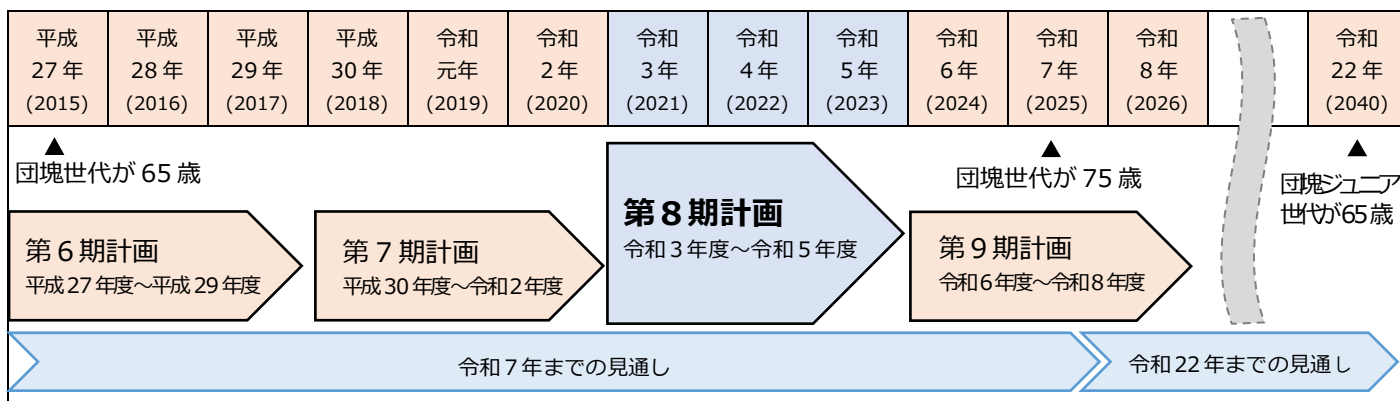 平成
27年
(2015)
平成
28年
(2016)
平成
29年
(2017)
平成
30年
(2018)
令和
元年
(2019)
令和
2年
(2020)
令和
3年
(2021)
令和
4年
(2022)
令和
5年
(2023)
令和
6年
(2024)
令和
7年
(2025)
令和
8年
(2026)
令和
22年
(2040)
▲
団塊世代が65歳
▲
団塊世代が75歳
▲
団塊ジュニア
世代が65歳
第6期計画
平成27年度～平成29年度
第7期計画
平成30年度～令和2年度
第8期計画
令和3年度～令和5年度
第9期計画
令和6年度～令和8年度
令和7年までの見通し
令和22年までの見通し